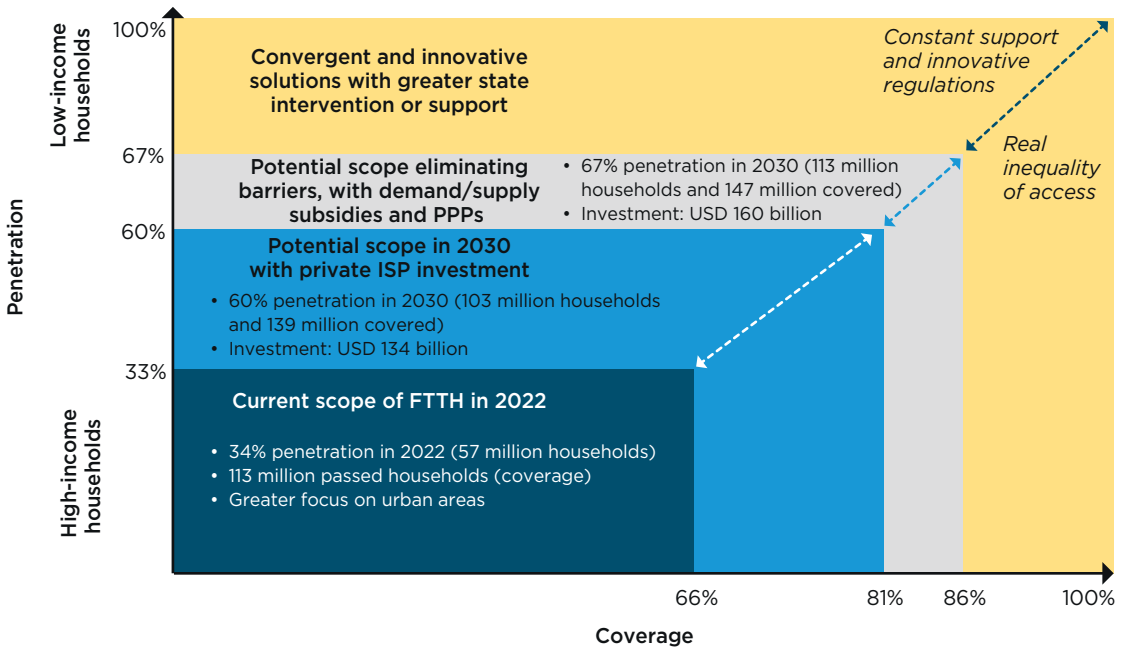 Low-income
households
Penetration
High-income
households
100%
67%
60%
33%
Convergent and innovative
solutions with greater state
intervention or support
Constant support
and innovative
regulations
Real
inequality
of access
Potential scope eliminating
barriers, with demand/supply
subsidies and PPPs
• 67% penetration in 2030 (113 million
households and 147 million covered)
• Investment: USD 160 billion
Potential scope in 2030
with private ISP investment
• 60% penetration in 2030 (103 million households
and 139 million covered)
• Investment: USD 134 billion
Current scope of FTTH in 2022
• 34% penetration in 2022 (57 million households)
• 113 million passed households (coverage)
• Greater focus on urban areas
66%
81%
86%
100%
Coverage